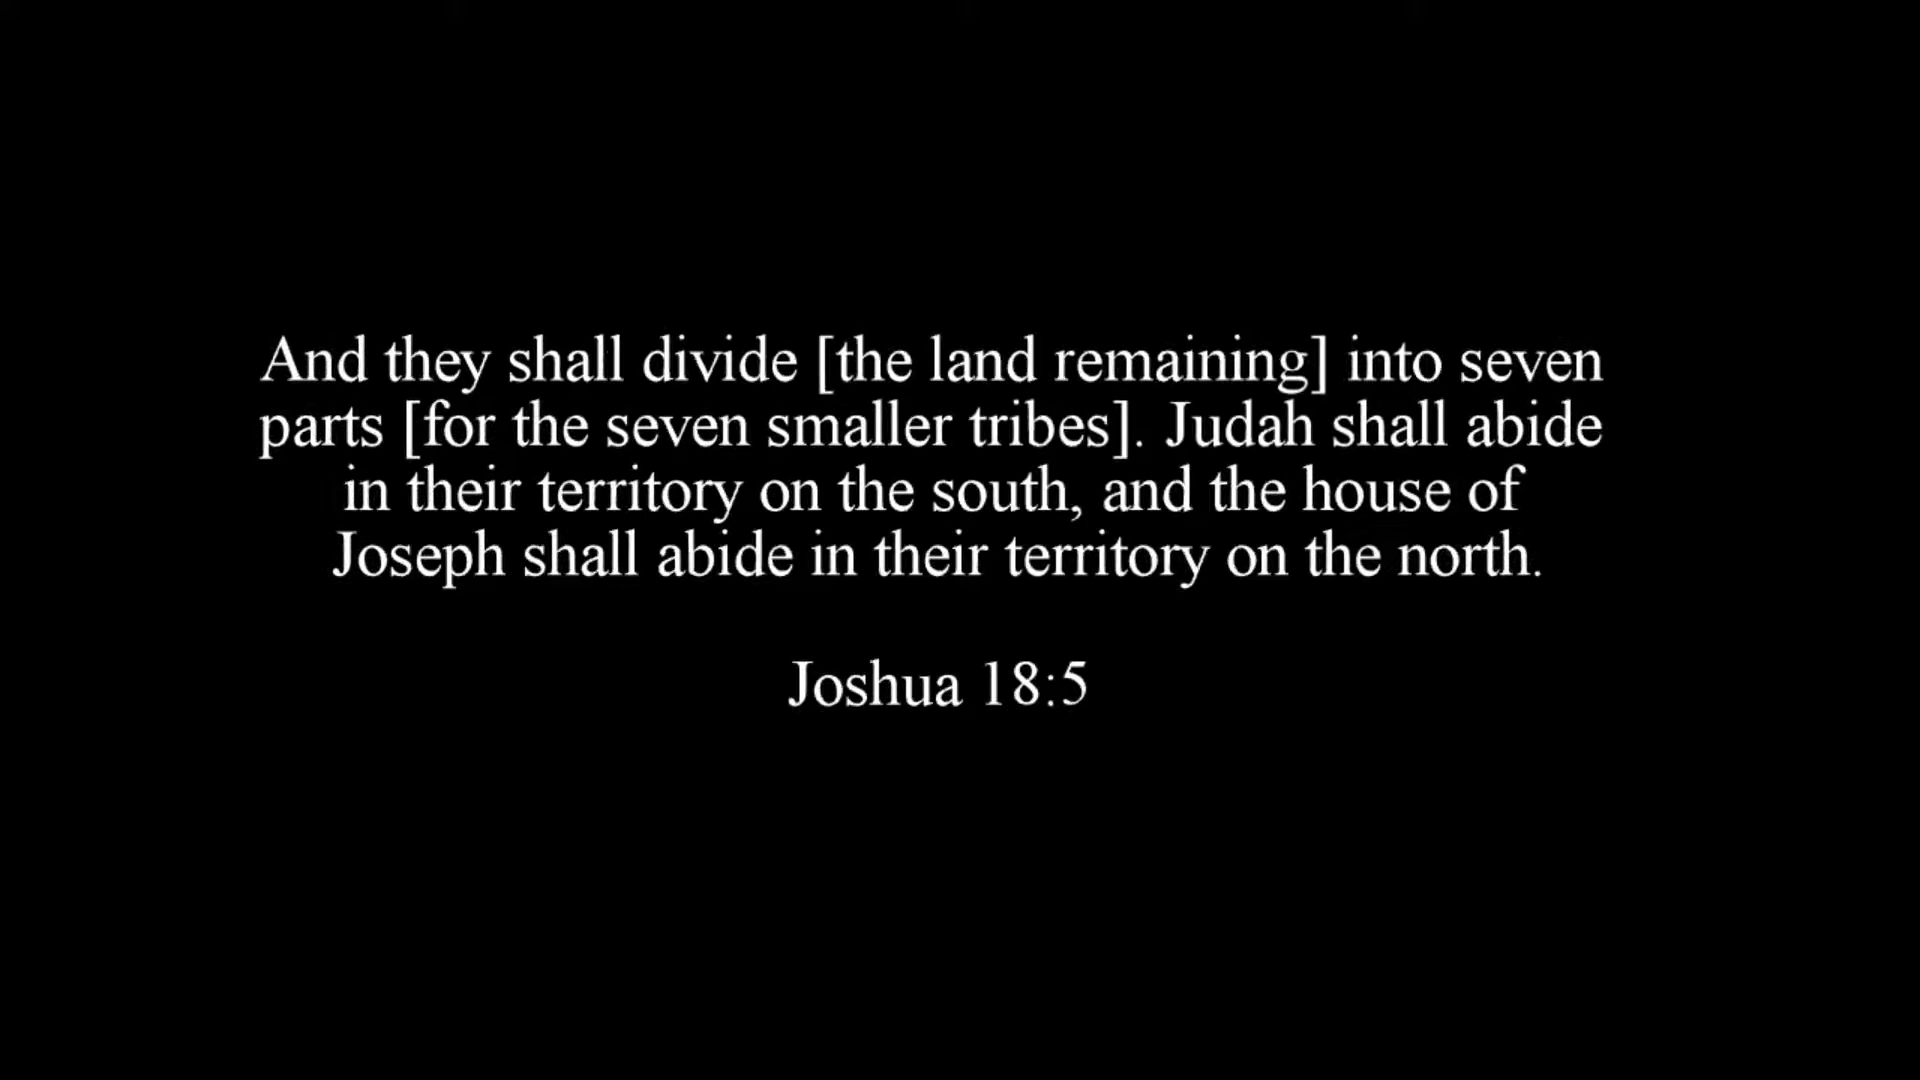 And they shall divide [the land remaining] into seven
parts [for the seven smaller tribes]. Judah shall abide
in their territory on the south, and the house of
Joseph shall abide in their territory on the north.
Joshua 18:5